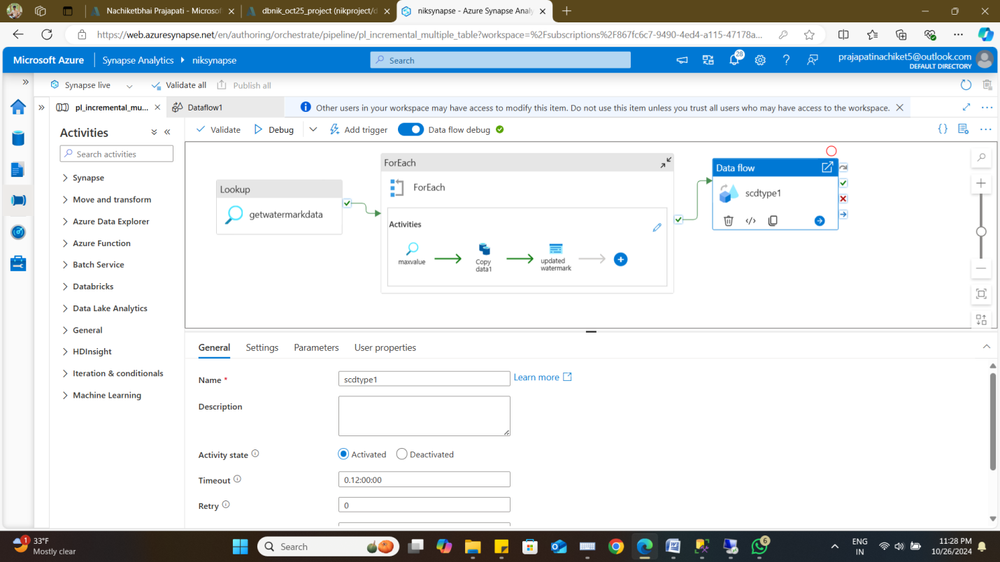 Nachiketbhai Prajapati - Microsoft
dbnik_oct25_project (nikproject/d
niksynapse - Azure Synapse Analy
https://web.azuresynapse.net/en/authoring/orchestrate/pipeline/pl_incremental_multiple_table?workspace=%2Fsubscriptions%2F867fc6c7-9490-4ed4-a115-47178a...
Microsoft Azure
Synapse Analytics
niksynapse
Search
28
prajapatinachiket5@outlook.com
DEFAULT DIRECTORY
Synapse live
Validate all
Publish all
pl_incremental_mu...
Dataflow1
Other users in your workspace may have access to modify this item. Do not use this item unless you trust all users who may have access to the workspace.
Activities
Search activities
Synapse
Move and transform
Azure Data Explorer
Azure Function
Batch Service
Databricks
Data Lake Analytics
General
HDInsight
Iteration & conditionals
Machine Learning
Validate
Debug
Add trigger
Data flow debug
Lookup
getwatermarkdata
ForEach
ForEach
Activities
maxvalue
Copy
data1
updated
watermark
Data flow
scdtype1
General
Settings
Parameters
User properties
Name *
scdtype1
Learn more
Description
Activity state
Activated
Deactivated
Timeout
0.12:00:00
Retry
0
1
33°F
Mostly clear
Search
6
ENG
IN
11:28 PM
10/26/2024